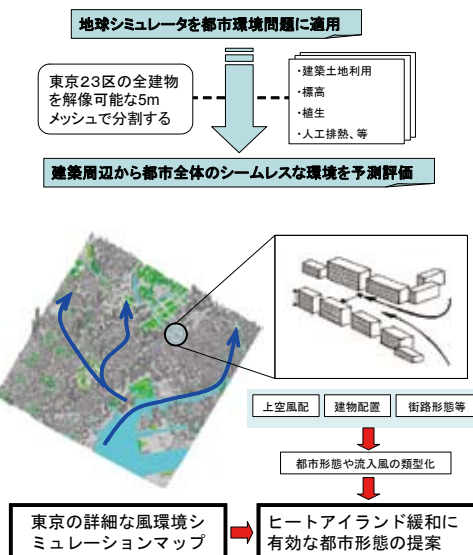 地球シミュレータを都市環境問題に適用
東京23区の全建物
を解像可能な5m
メッシュで分割する
・建築土地利用
・標高
・植生
・人工排熱、等
建築周辺から都市全体のシームレスな環境を予測評価
上空風配
建物配置
街路形態等
都市形態や流入風の類型化
東京の詳細な風環境シ
ミュレーションマップ
ヒートアイランド緩和に
有効な都市形態の提案